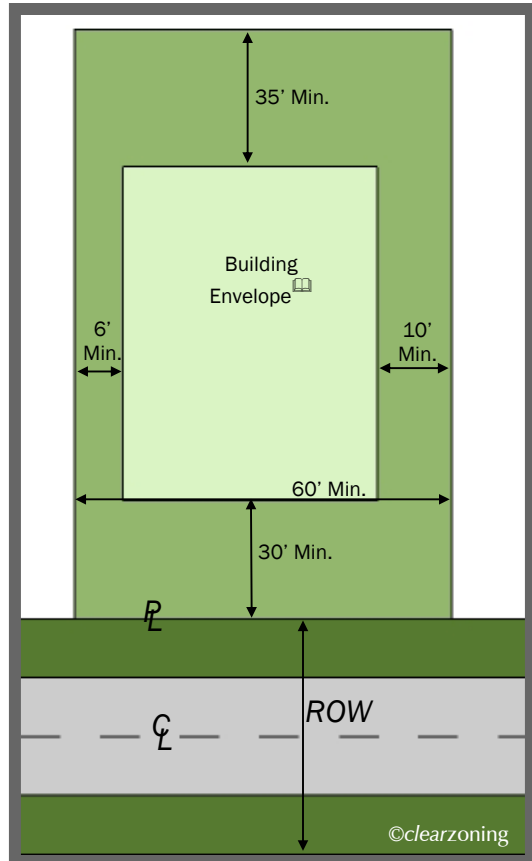 35’ Min.
Building
Envelope
6’
Min.
10’
Min.
60’ Min.
30’ Min.
PL
CL
ROW
©clearzoning